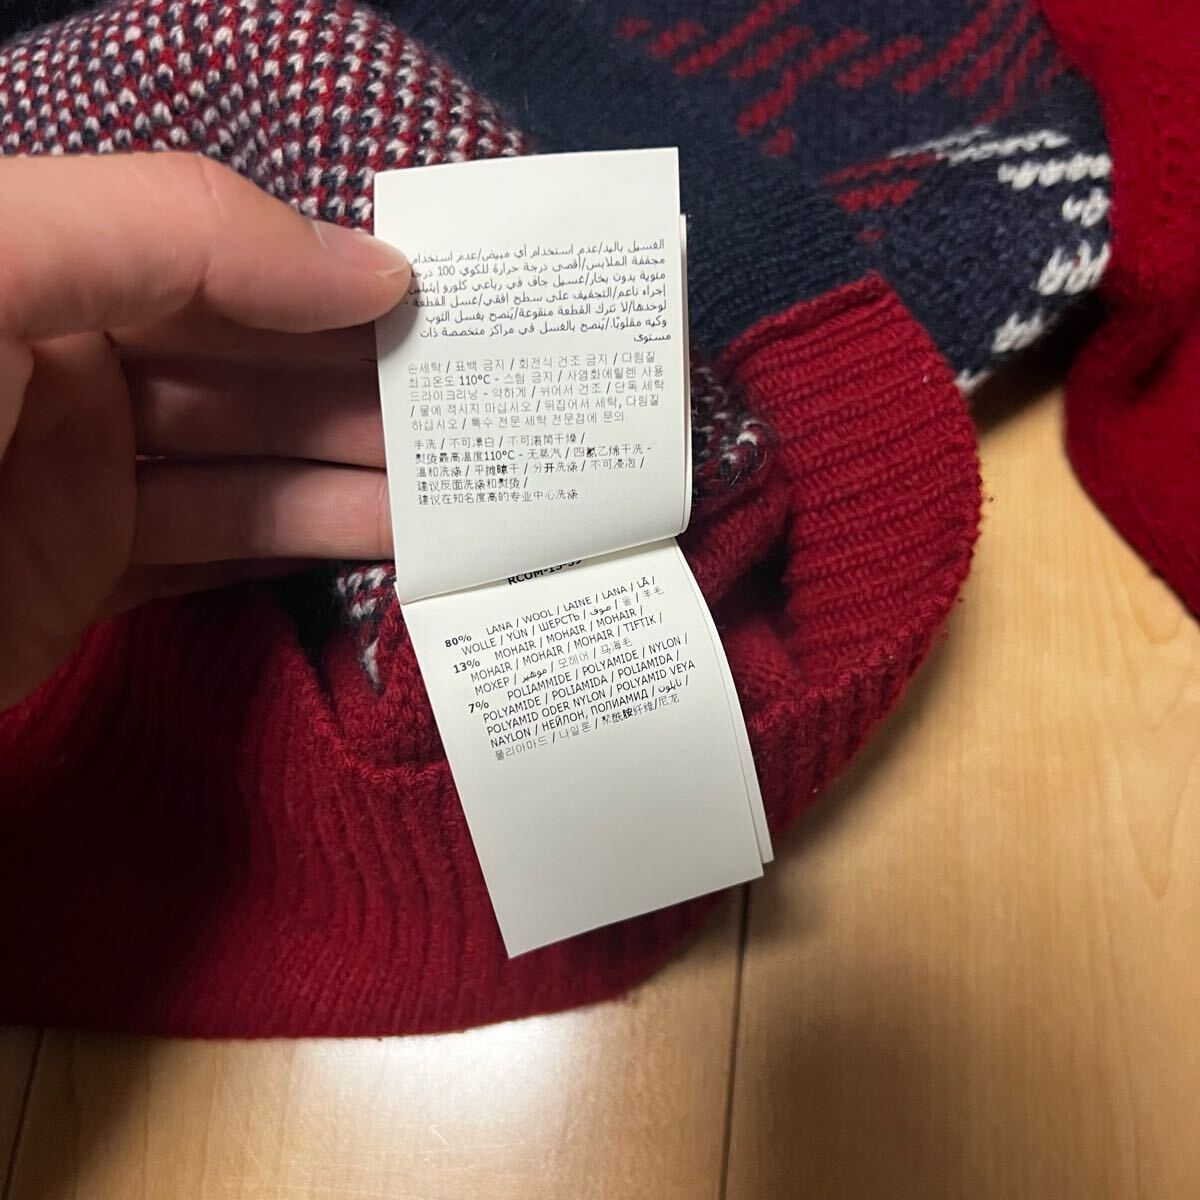 الغسيل باليد/عدم استخدام أي مبيض/عدم استخدام
مجففة الملابس/أقصى درجة حرارة للكوي 100 درجة
مئوية بدون بخار/غسيل جاف في رباعي كلورو إيثيلين
إجراء ناعم/التجفيف على سطح افقي/غسل القطعة -
لوحدها/لا تترك القطعة منقوعة/يُنصح بغسل الثوب
وكيه مقلوبًا./يُنصح بالغسل في مراكز متخصصة ذات
مستوى
손세탁 / 표백 금지 / 회전식 건조 금지 / 다림질
최고온도 110°C - 스팀 금지 / 사염화에틸렌 사용
드라이크리닝 - 약하게 / 뉘어서 건조 / 단독 세탁
/ 물에 적시지 마십시오 / 뒤집어서 세탁, 다림질
하십시오 / 특수 전문 세탁 전문점에 문의
手洗 / 不可漂白 / 不可滚筒干燥 /
熨烫最高温度110°C - 无蒸汽 / 四氯乙烯干洗 -
温和洗涤 / 平摊晾干 / 分开洗涤 / 不可浸泡 /
建议反面洗涤和熨烫 /
建议在知名度高的专业中心洗涤
80% LANA / WOOL / LAINE / LANA / LÃ /
WOLLE / YÜN / ШЕРСТЬ / صوف / 울 / 羊毛
13% MOHAIR / MOHAIR / MOHAIR /
MOHAIR / MOHAIR / MOHAIR / TIFTIK /
МОХЕР / موهير / 모헤어 / 马海毛
7% POLIAMMIDE / POLYAMIDE / NYLON /
POLYAMIDE / POLIAMIDA / POLIAMIDA /
POLYAMID ODER NYLON / POLYAMID VEYA
NAYLON / НЕЙЛОН, ПОЛИАМИД / نايلون /
폴리아마드 / 나일론 / 聚酰胺纤维/尼龙